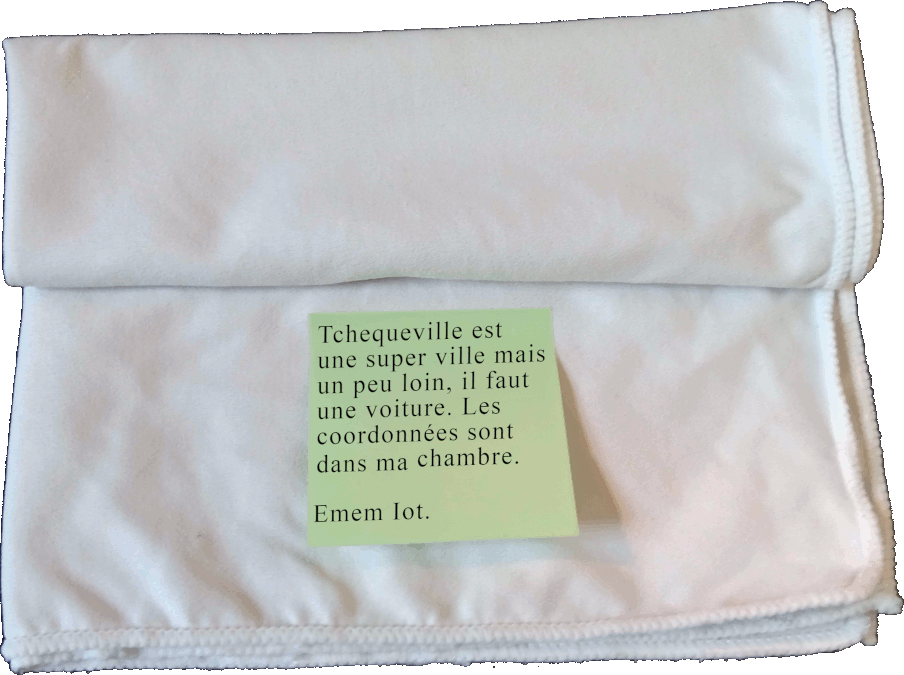 Tchequeville est
une super ville mais
un peu loin, il faut
une voiture. Les
coordonnées sont
dans ma chambre.
Emem Iot.